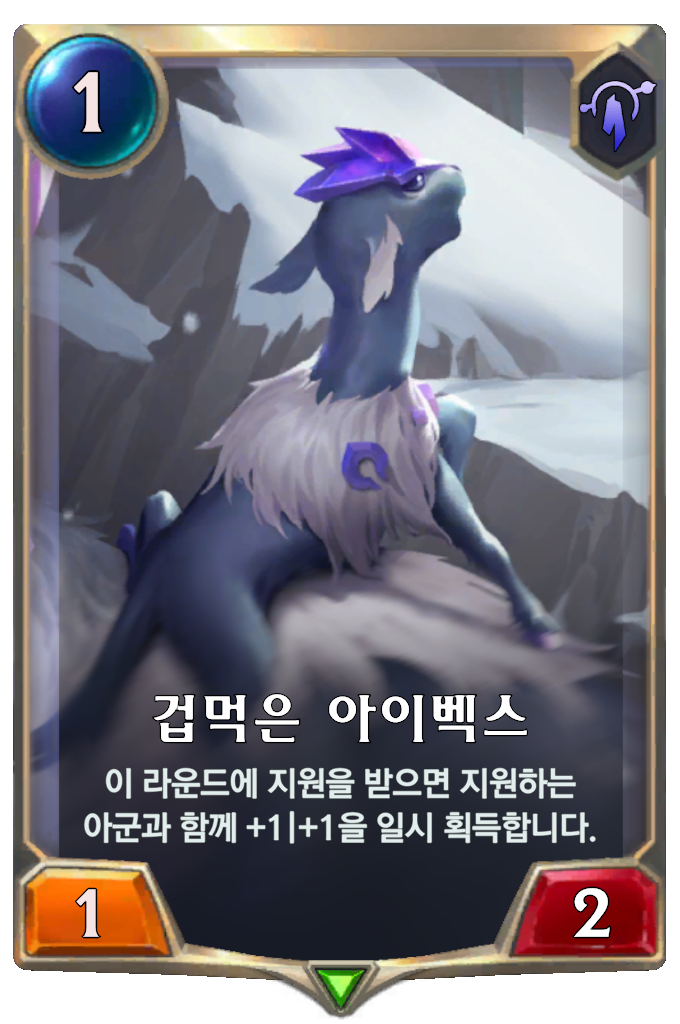 1
겁먹은 아이벡스
이 라운드에 지원을 받으면 지원하는
아군과 함께 +1|+1을 일시 획득합니다.
1
2